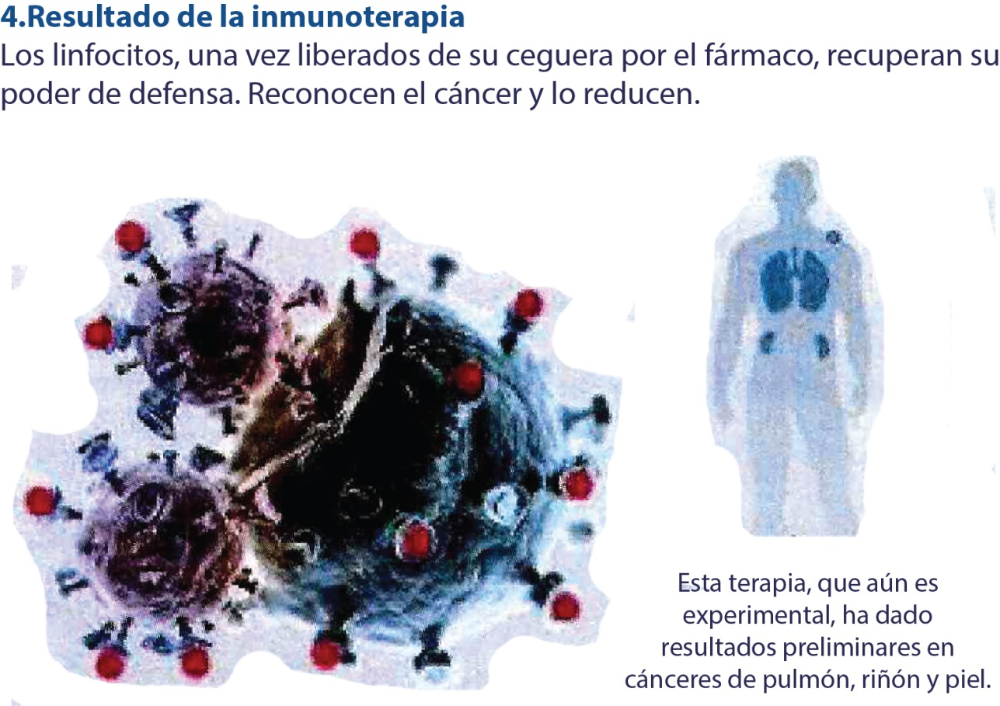 4.Resultado de la inmunoterapia
Los linfocitos, una vez liberados de su ceguera por el fármaco, recuperan su
poder de defensa. Reconocen el cáncer y lo reducen.
Esta terapia, que aún es
experimental, ha dado
resultados preliminares en
cánceres de pulmón, riñón y piel.